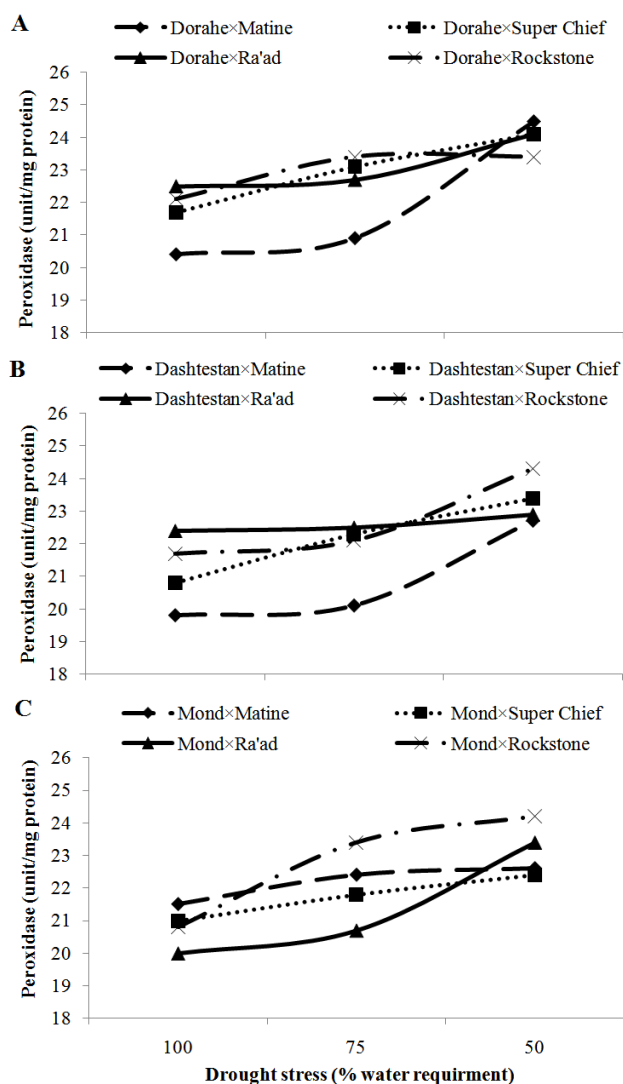 A
Dorahe×Matine Dorahe×Super Chief
Dorahe×Ra'ad Dorahe×Rockstone
Peroxidase (unit/mg protein)
26
25
24
23
22
21
20
19
18
B
Dashtestan×Matine Dashtestan×Super Chief
Dashtestan×Ra'ad Dashtestan×Rockstone
Peroxidase (unit/mg protein)
26
25
24
23
22
21
20
19
18
C
Mond×Matine Mond×Super Chief
Mond×Ra'ad Mond×Rockstone
Peroxidase (unit/mg protein)
26
25
24
23
22
21
20
19
18
100 75 50
Drought stress (% water requirment)